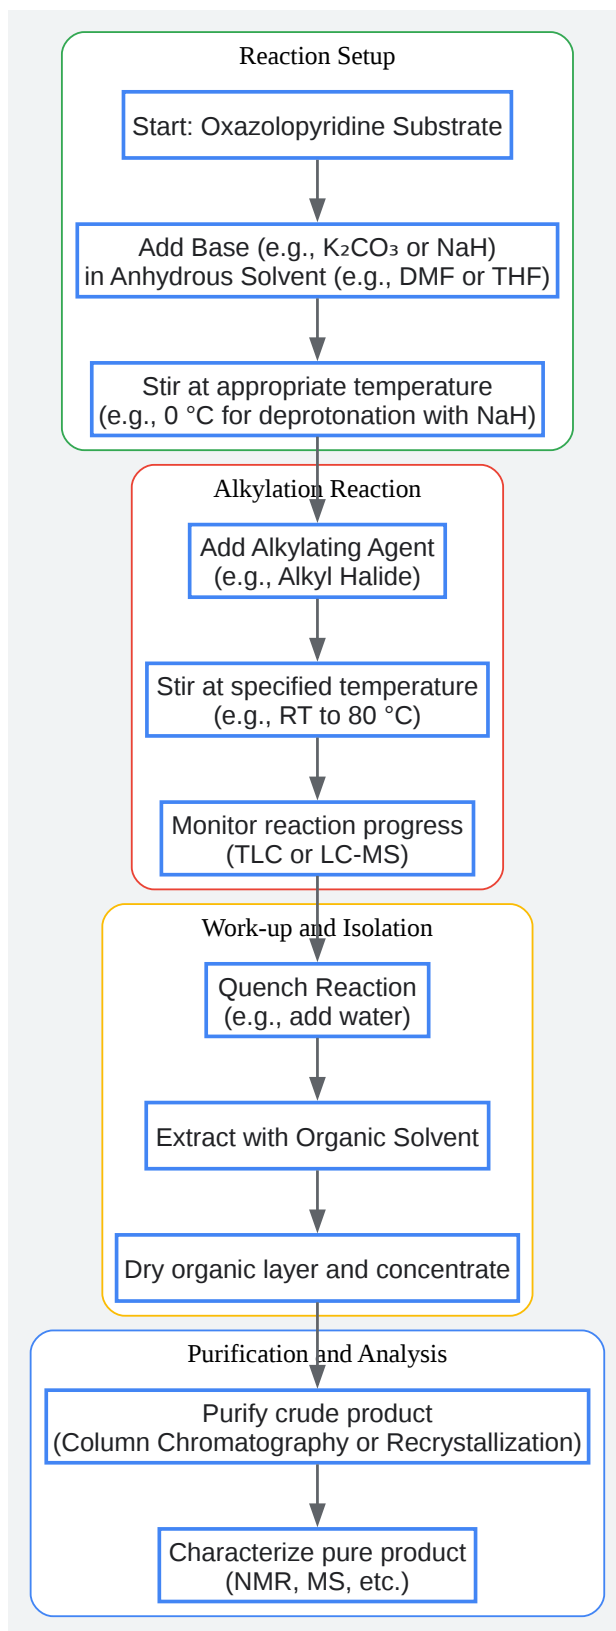 Reaction Setup
Start: Oxazolopyridine Substrate
Add Base (e.g., K₂CO₃ or NaH)
in Anhydrous Solvent (e.g., DMF or THF)
Stir at appropriate temperature
(e.g., 0 °C for deprotonation with NaH)
Alkylation Reaction
Add Alkylating Agent
(e.g., Alkyl Halide)
Stir at specified temperature
(e.g., RT to 80 °C)
Monitor reaction progress
(TLC or LC-MS)
Work-up and Isolation
Quench Reaction
(e.g., add water)
Extract with Organic Solvent
Dry organic layer and concentrate
Purification and Analysis
Purify crude product
(Column Chromatography or Recrystallization)
Characterize pure product
(NMR, MS, etc.)